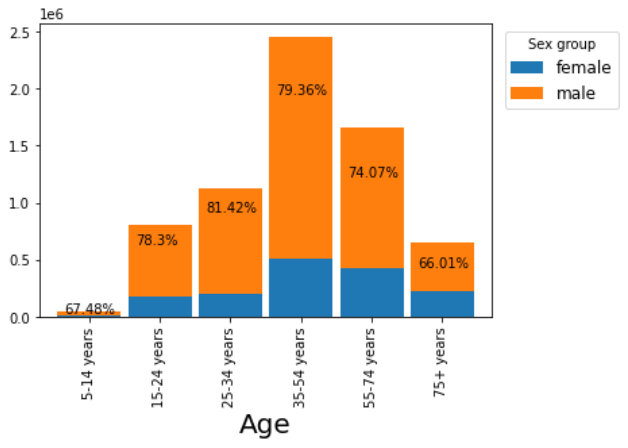 1e6
2.5
2.0
1.5
1.0
0.5
0.0
67.48%
78.3%
81.42%
79.36%
74.07%
66.01%
5-14 years
15-24 years
25-34 years
35-54 years
55-74 years
75+ years
Age
Sex group
female
male